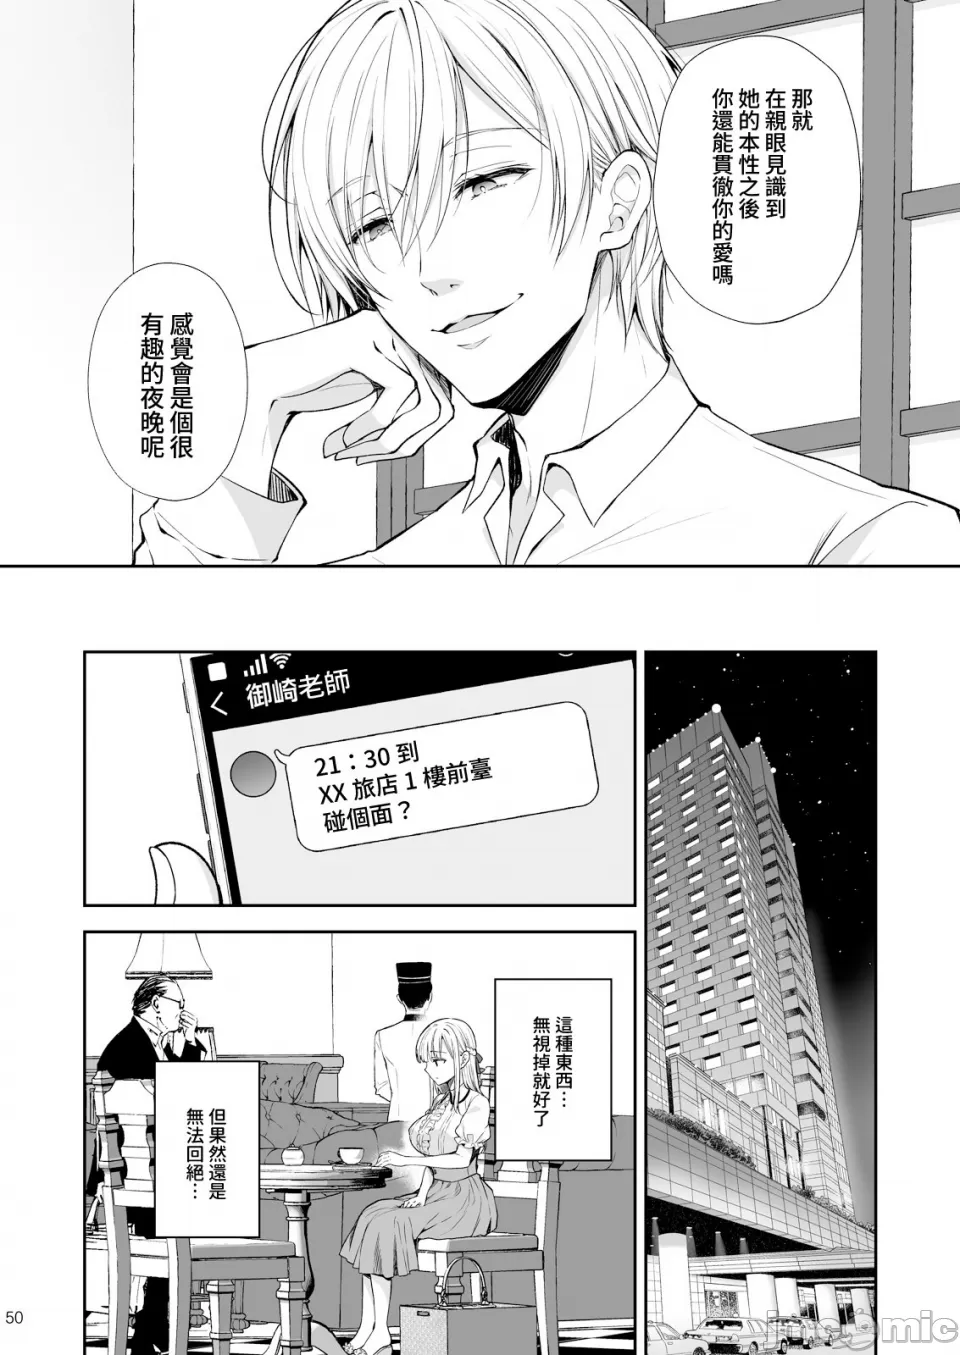 那就
在親眼見識到
她的本性之後
你還能貫徹你的愛嗎
感覺會是個很
有趣的夜晚呢
御崎老師
21：30 到
XX 旅店 1 樓前臺
碰個面？
這種東西…
無視掉就好了
但果然還是
無法回絕…
50